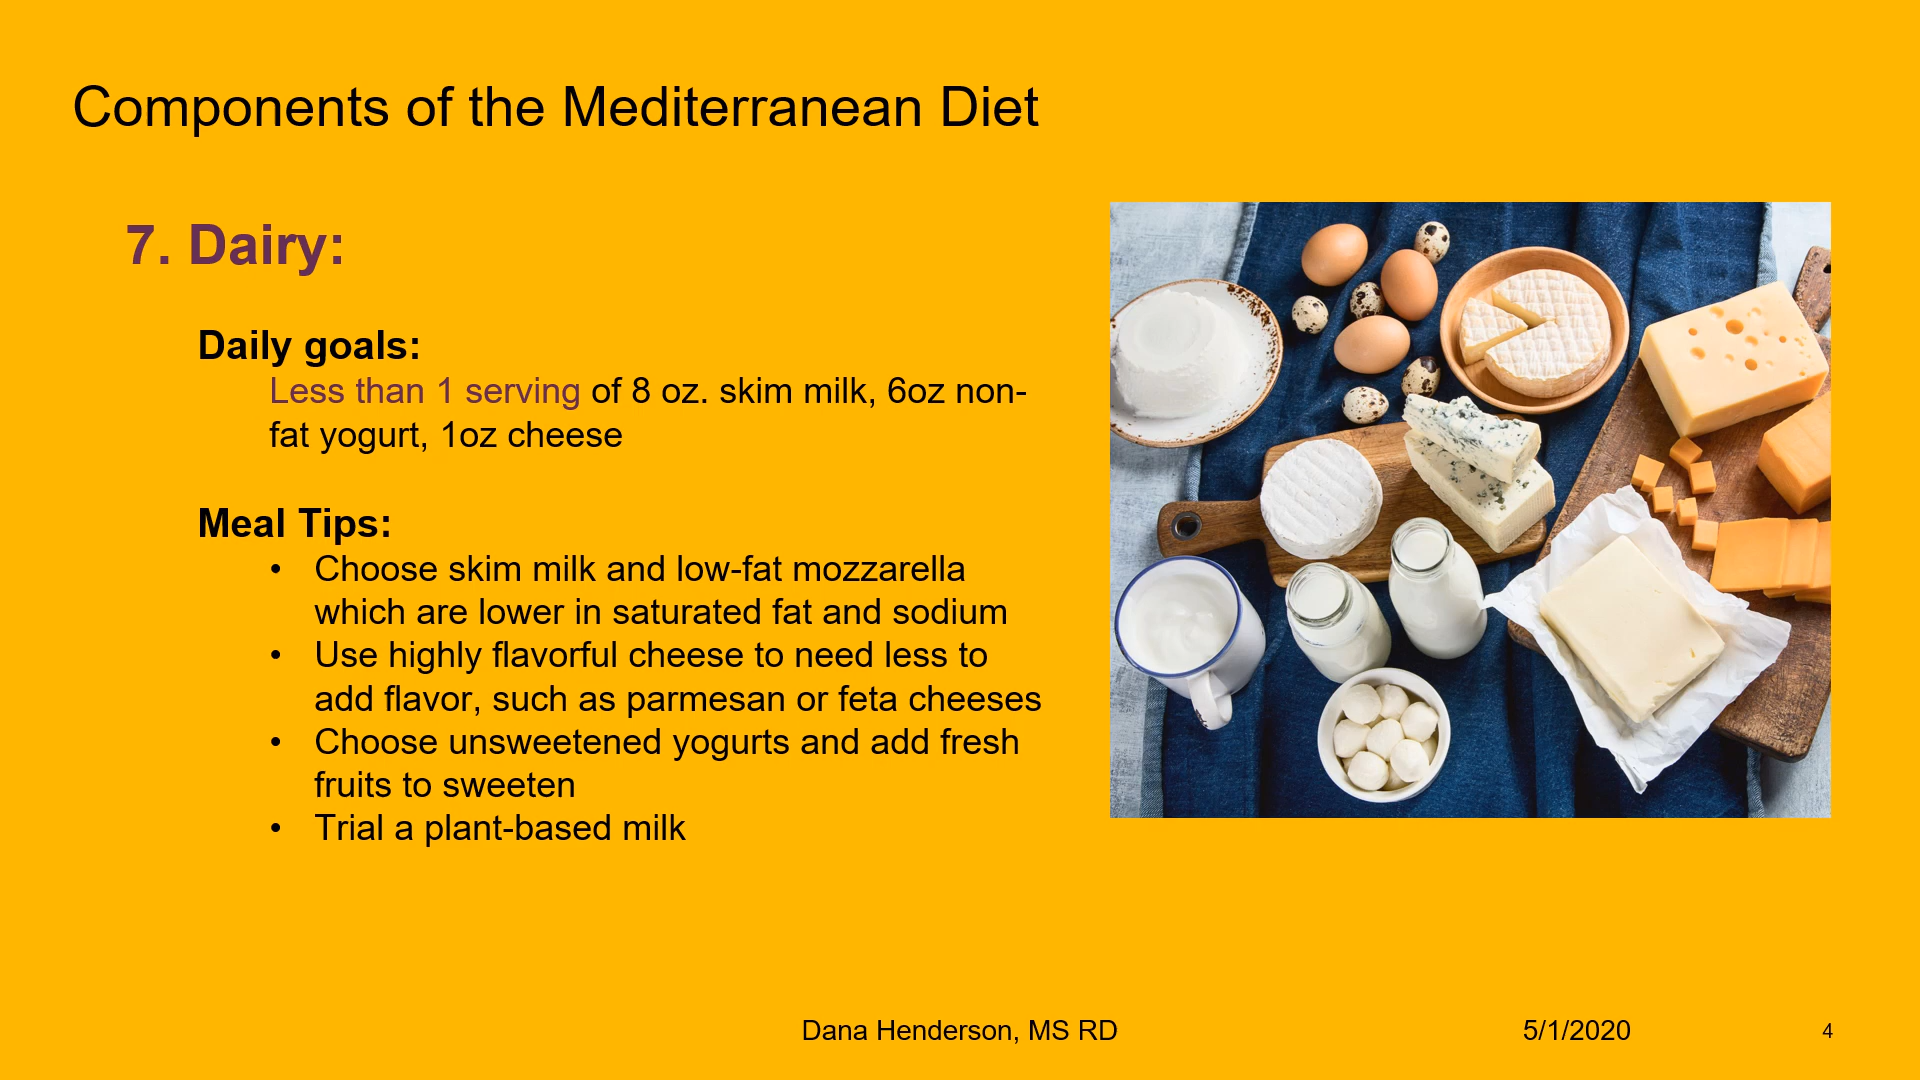 Components of the Mediterranean Diet
7. Dairy:
Daily goals:
Less than 1 serving of 8 oz. skim milk, 6oz non-
fat yogurt, 1oz cheese
Meal Tips:
• Choose skim milk and low-fat mozzarella
which are lower in saturated fat and sodium
• Use highly flavorful cheese to need less to
add flavor, such as parmesan or feta cheeses
• Choose unsweetened yogurts and add fresh
fruits to sweeten
• Trial a plant-based milk
Dana Henderson, MS RD
5/1/2020
4